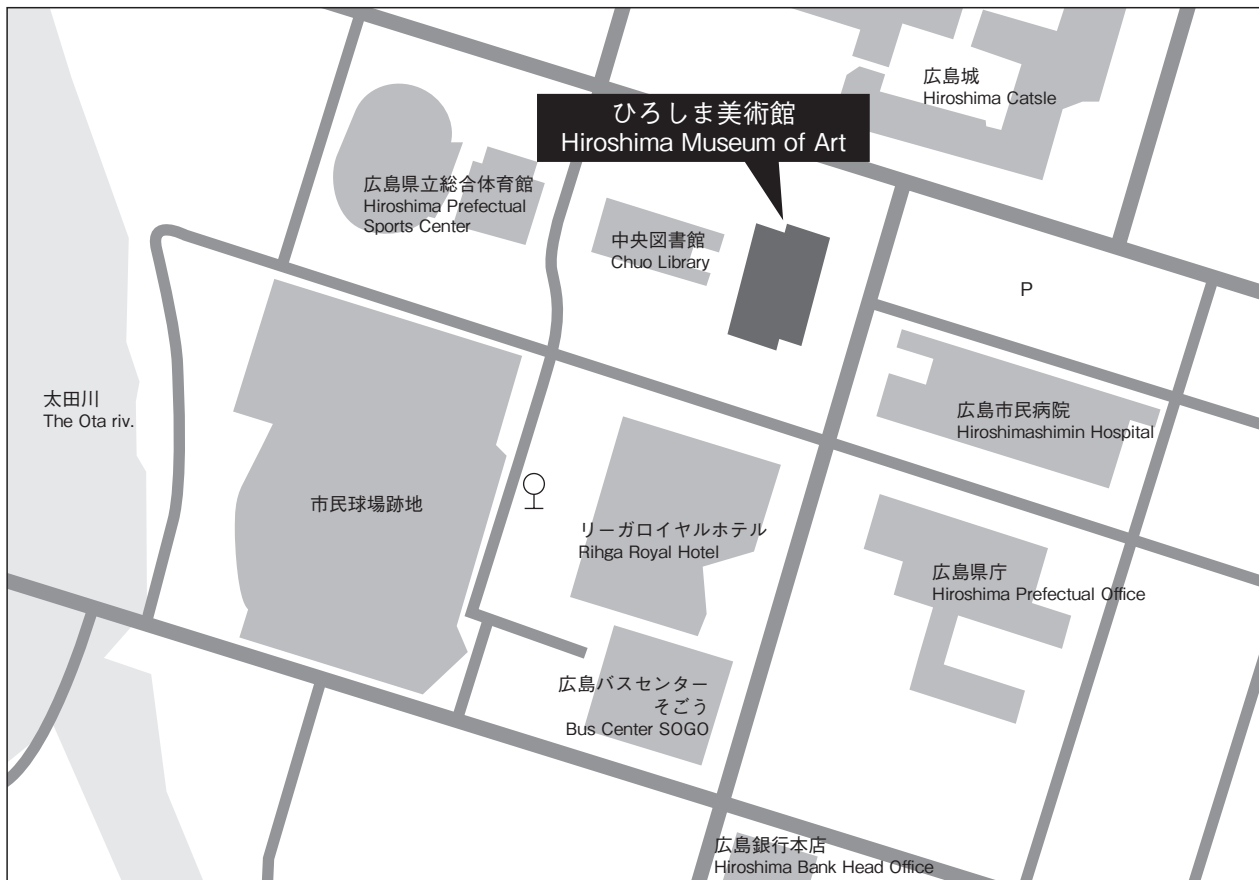 広島城
Hiroshima Catsle
ひろしま美術館
Hiroshima Museum of Art
広島県立総合体育館
Hiroshima Prefectual
Sports Center
中央図書館
Chuo Library
P
太田川
The Ota riv.
広島市民病院
Hiroshimashimin Hospital
市民球場跡地
リーガロイヤルホテル
Rihga Royal Hotel
広島県庁
Hiroshima Prefectual Office
広島バスセンター
そごう
Bus Center SOGO
広島銀行本店
Hiroshima Bank Head Office